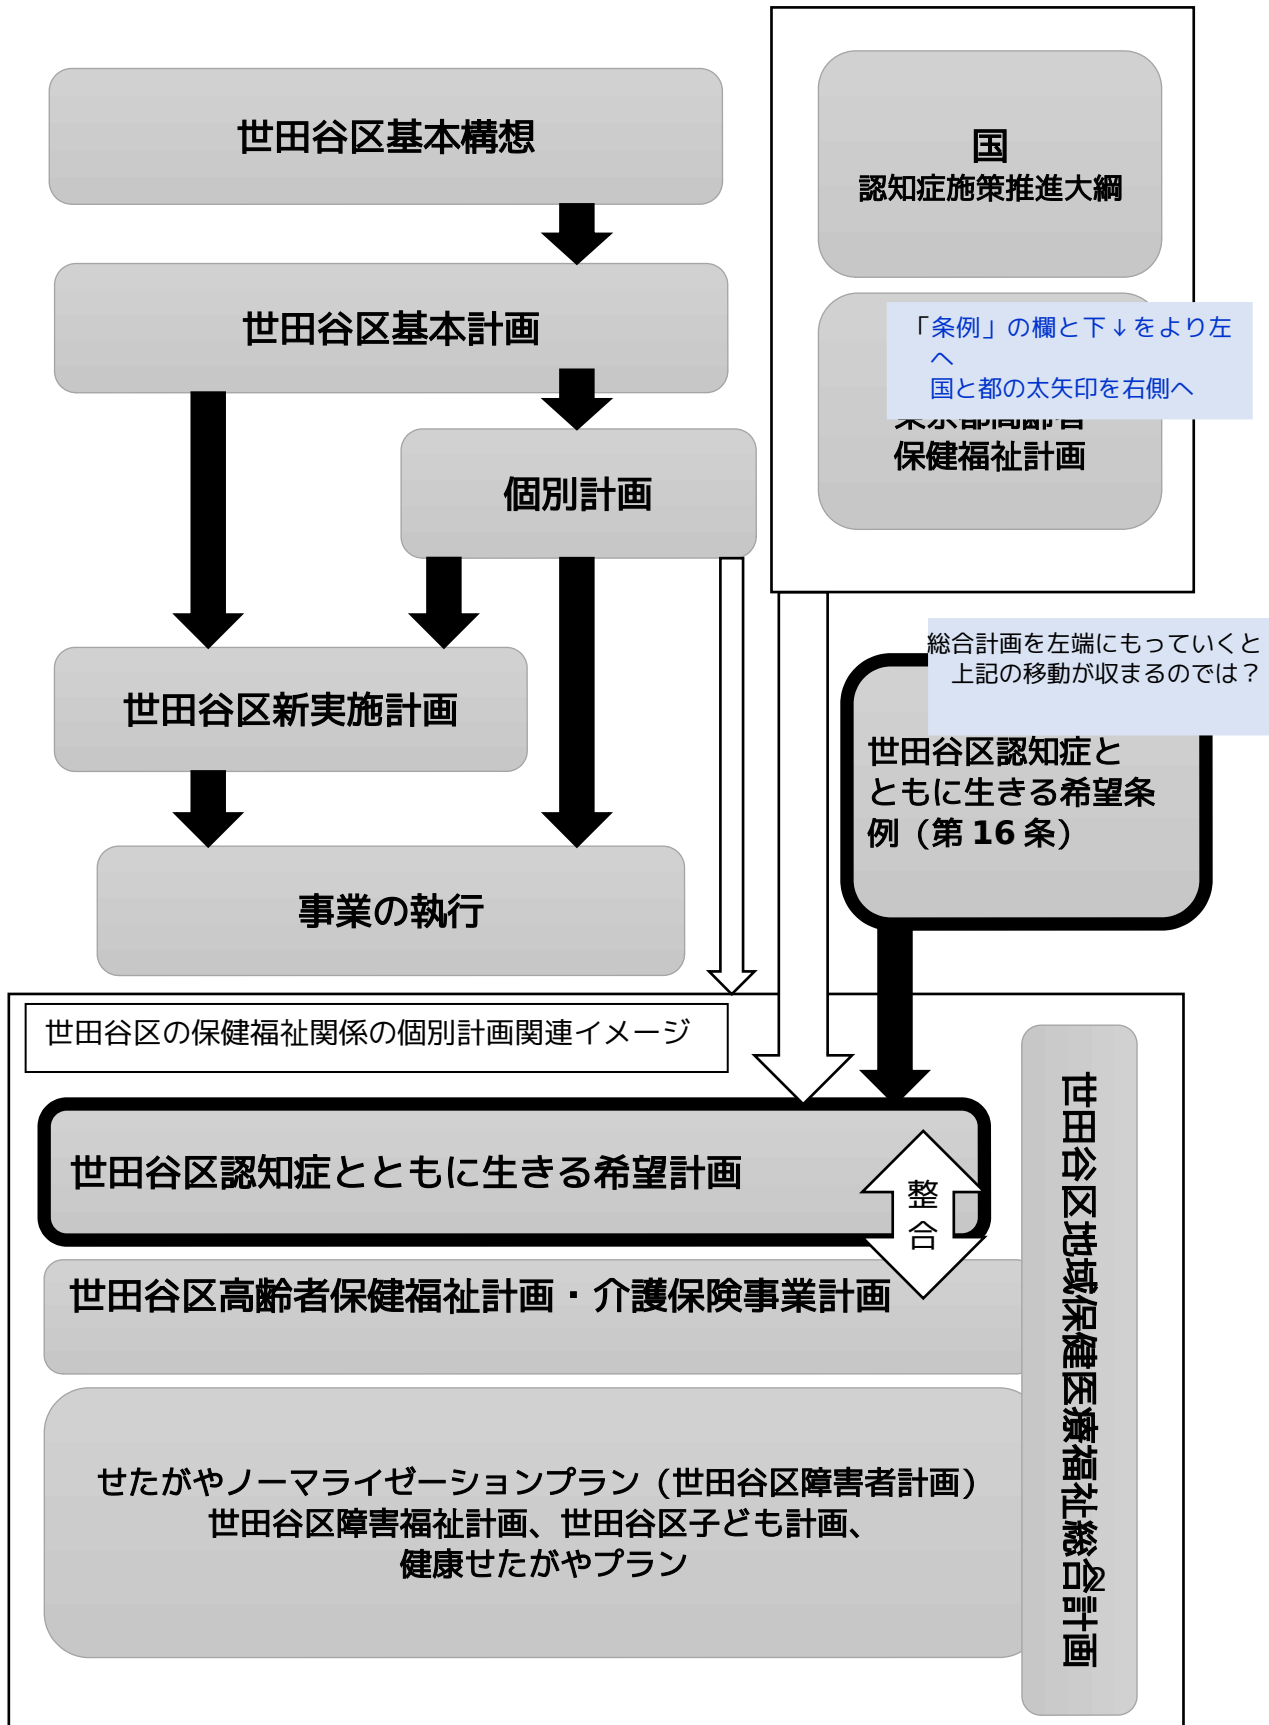 世田谷区基本構想
国
認知症施策推進大綱
世田谷区基本計画
「条例」の欄と下↓をより左
へ
国と都の太矢印を右側へ
東京都高齢者
保健福祉計画
個別計画
総合計画を左端にもっていくと
上記の移動が収まるのでは？
世田谷区新実施計画
世田谷区認知症と
ともに生きる希望条
例（第 16 条）
事業の執行
世田谷区の保健福祉関係の個別計画関連イメージ
世田谷区認知症とともに生きる希望計画
整
合
世田谷区高齢者保健福祉計画・介護保険事業計画
せたがやノーマライゼーションプラン（世田谷区障害者計画）
世田谷区障害福祉計画、世田谷区子ども計画、
健康せたがやプラン
世田谷区地域保健医療福祉総合計画
2